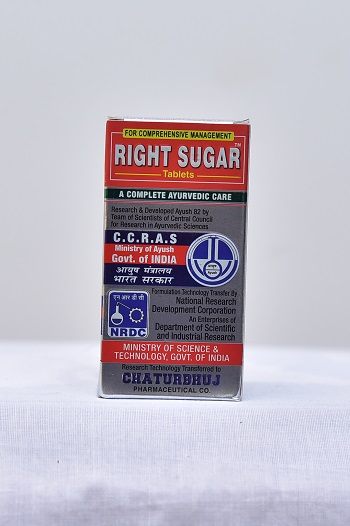 FOR COMPREHENSIVE MANAGEMENT
RIGHT SUGAR™
Tablets
A COMPLETE AYURVEDIC CARE
Research & Developed Ayush 82 by
Team of Scientists of Central Council
for Research in Ayurvedic Sciences
C.C.R.A.S
Ministry of Ayush
Govt. of INDIA
आयुष मंत्रालय
भारत सरकार
Formulation Technology Transfer By
National Research
Development Corporation
An Enterprises of
Department of Scientific
and Industrial Research
एन आर डी सी
NRDC
MINISTRY OF SCIENCE &
TECHNOLOGY, GOVT. OF INDIA
Research Technology Transferred to
CHATURBHUJ
PHARMACEUTICAL CO.